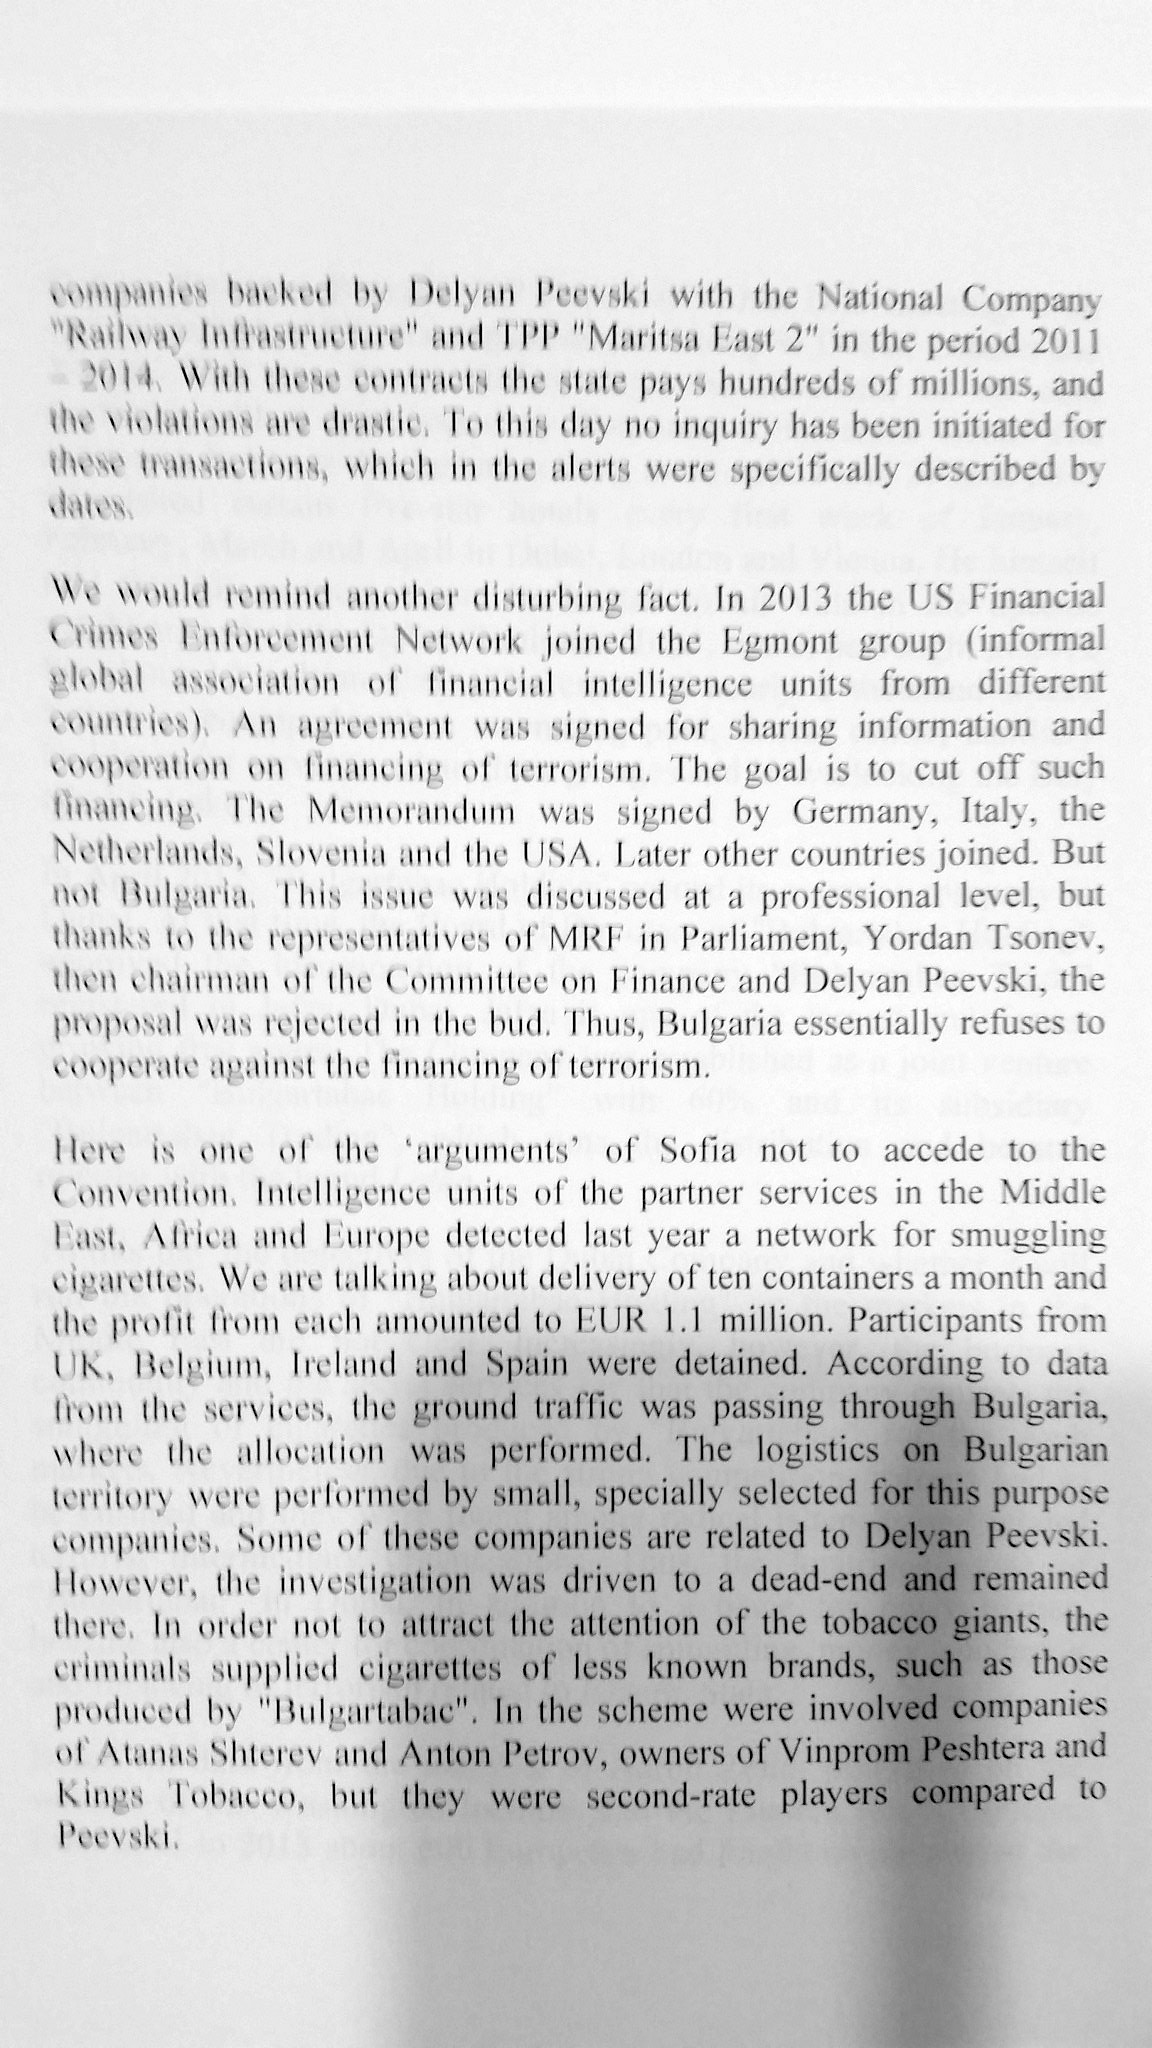 companies backed by Delyan Peevski with the National Company
"Railway Infrastructure" and TPP "Maritsa East 2" in the period 2011
– 2014. With these contracts the state pays hundreds of millions, and
the violations are drastic. To this day no inquiry has been initiated for
these transactions, which in the alerts were specifically described by
dates.
We would remind another disturbing fact. In 2013 the US Financial
Crimes Enforcement Network joined the Egmont group (informal
global association of financial intelligence units from different
countries). An agreement was signed for sharing information and
cooperation on financing of terrorism. The goal is to cut off such
financing. The Memorandum was signed by Germany, Italy, the
Netherlands, Slovenia and the USA. Later other countries joined. But
not Bulgaria. This issue was discussed at a professional level, but
thanks to the representatives of MRF in Parliament, Yordan Tsonev,
then chairman of the Committee on Finance and Delyan Peevski, the
proposal was rejected in the bud. Thus, Bulgaria essentially refuses to
cooperate against the financing of terrorism.
Here is one of the ‘arguments’ of Sofia not to accede to the
Convention. Intelligence units of the partner services in the Middle
East, Africa and Europe detected last year a network for smuggling
cigarettes. We are talking about delivery of ten containers a month and
the profit from each amounted to EUR 1.1 million. Participants from
UK, Belgium, Ireland and Spain were detained. According to data
from the services, the ground traffic was passing through Bulgaria,
where the allocation was performed. The logistics on Bulgarian
territory were performed by small, specially selected for this purpose
companies. Some of these companies are related to Delyan Peevski.
However, the investigation was driven to a dead-end and remained
there. In order not to attract the attention of the tobacco giants, the
criminals supplied cigarettes of less known brands, such as those
produced by "Bulgartabac". In the scheme were involved companies
of Atanas Shterev and Anton Petrov, owners of Vinprom Peshtera and
Kings Tobacco, but they were second-rate players compared to
Peevski.